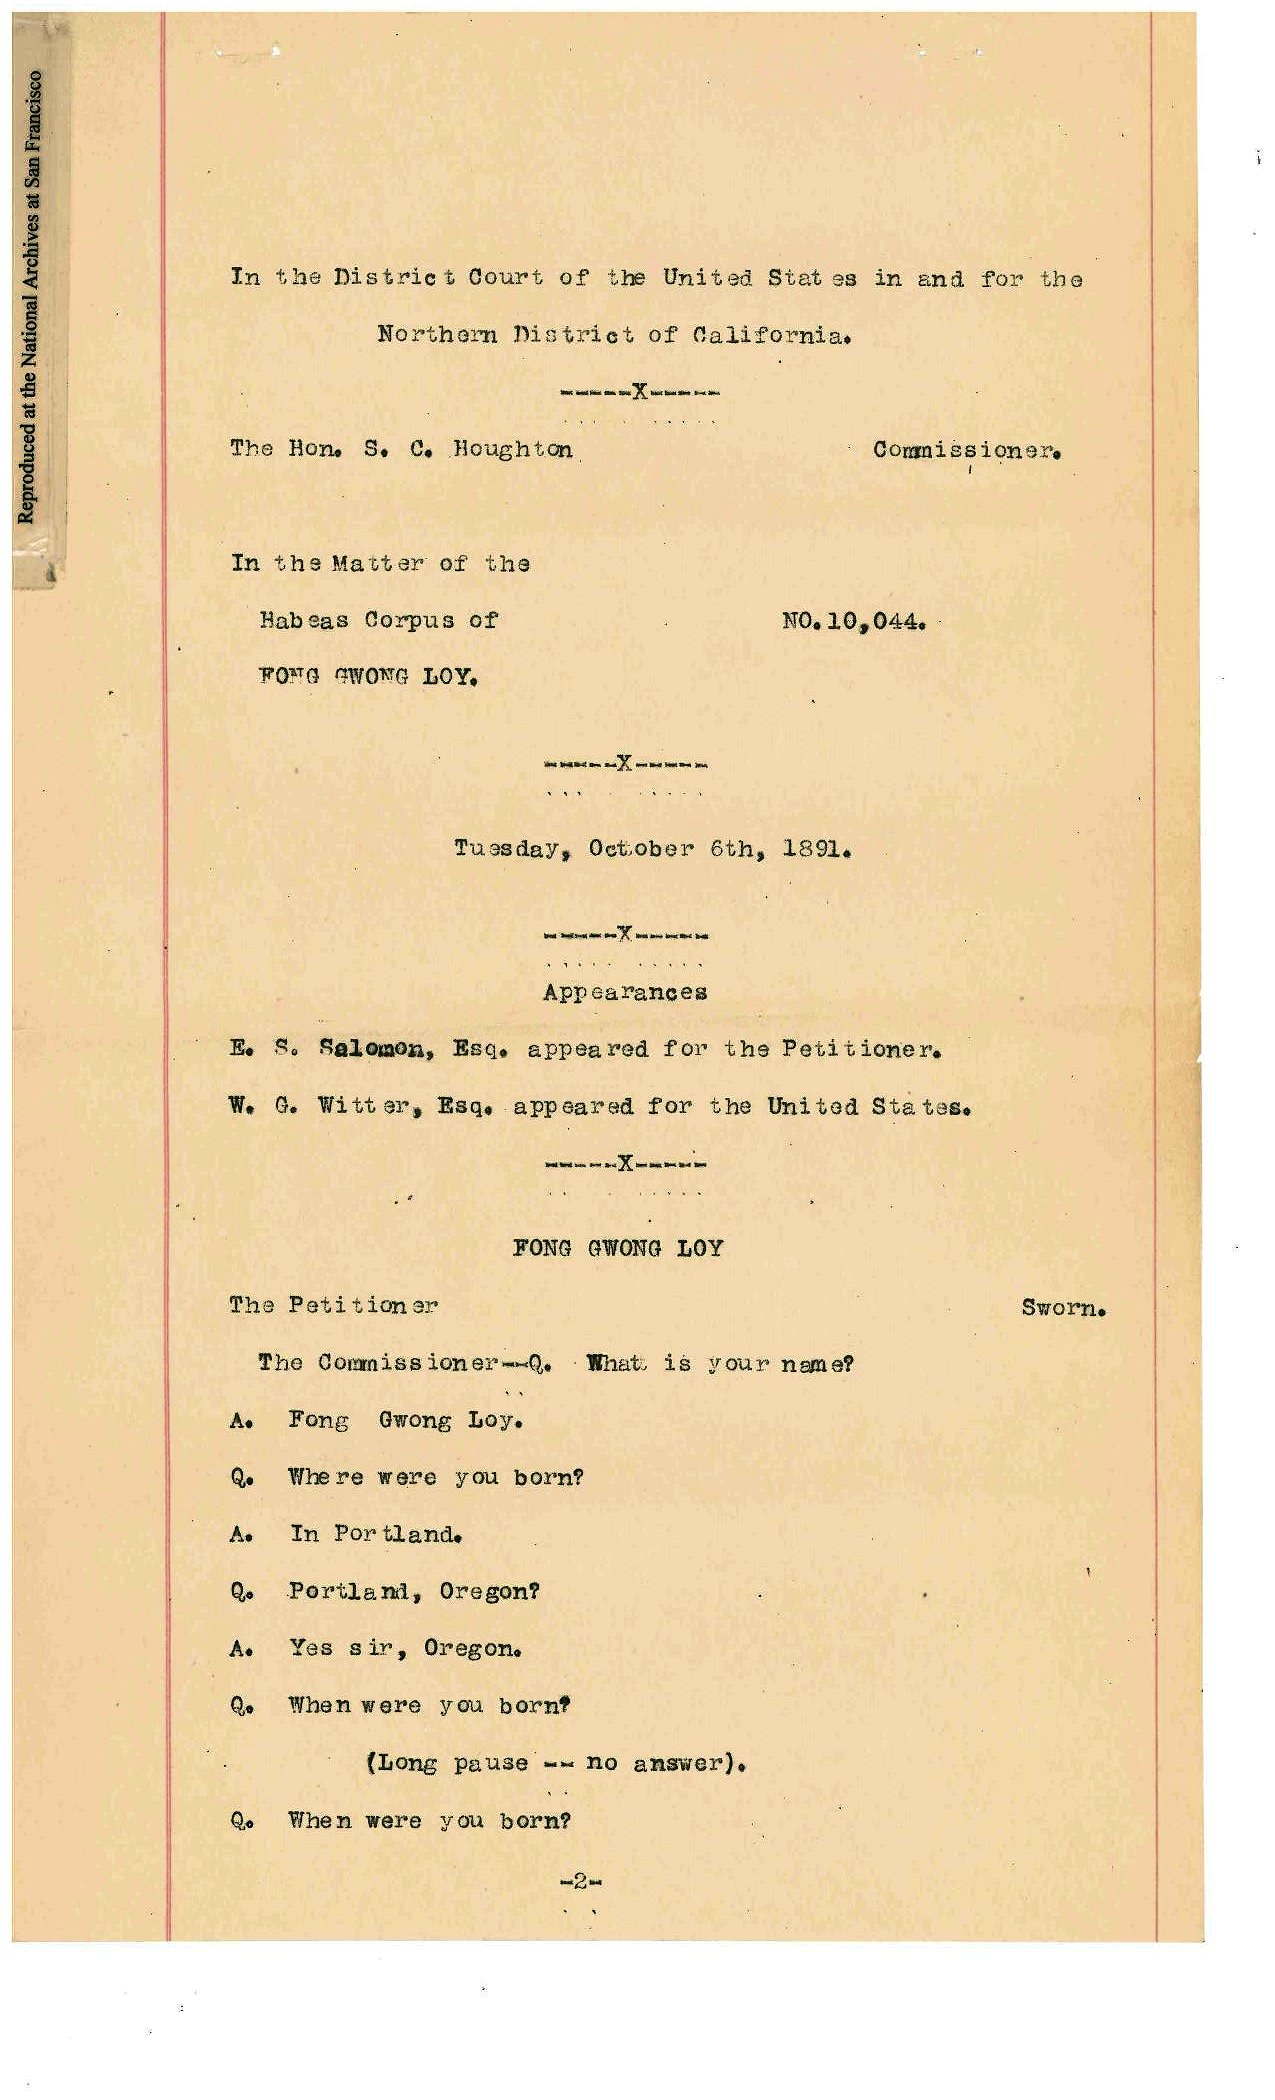 Reproduced at the National Archives at San Francisco
In the District Court of the United States in and for the
Northern District of California.
-----X-----
The Hon. S. C. Houghton Commissioner.
In the Matter of the
Habeas Corpus of NO. 10,044.
FONG GWONG LOY.
-----X-----
Tuesday, October 6th, 1891.
-----X-----
Appearances
E. S. Salomon, Esq. appeared for the Petitioner.
W. G. Witter, Esq. appeared for the United States.
-----X-----
FONG GWONG LOY
The Petitioner Sworn.
The Commissioner--Q. What is your name?
A. Fong Gwong Loy.
Q. Where were you born?
A. In Portland.
Q. Portland, Oregon?
A. Yes sir, Oregon.
Q. When were you born?
(Long pause -- no answer).
Q. When were you born?
-2-